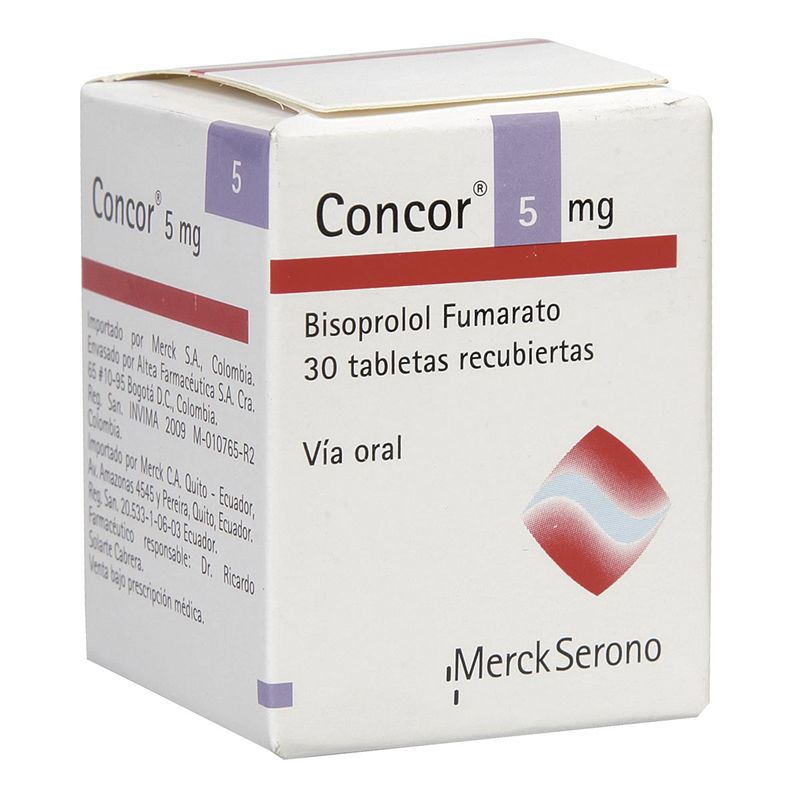 Concor® 5 mg
Bisoprolol Fumarato
30 tabletas recubiertas
Vía oral
Merck Serono
5
Concor® 5 mg
Importado por Merck S.A., Colombia.
Envasado por Altea Farmacéutica S.A. Cra.
65 #10-95 Bogotá D.C., Colombia.
Reg. San. INVIMA 2009 M-010765-R2
Colombia.
Importado por Merck C.A. Quito - Ecuador,
Av. Amazonas 4545 y Pereira, Quito, Ecuador.
Reg. San. 20.533-1-06-03 Ecuador.
Farmacéutico responsable: Dr. Ricardo
Solarte Cabrera.
Venta bajo prescripción médica.